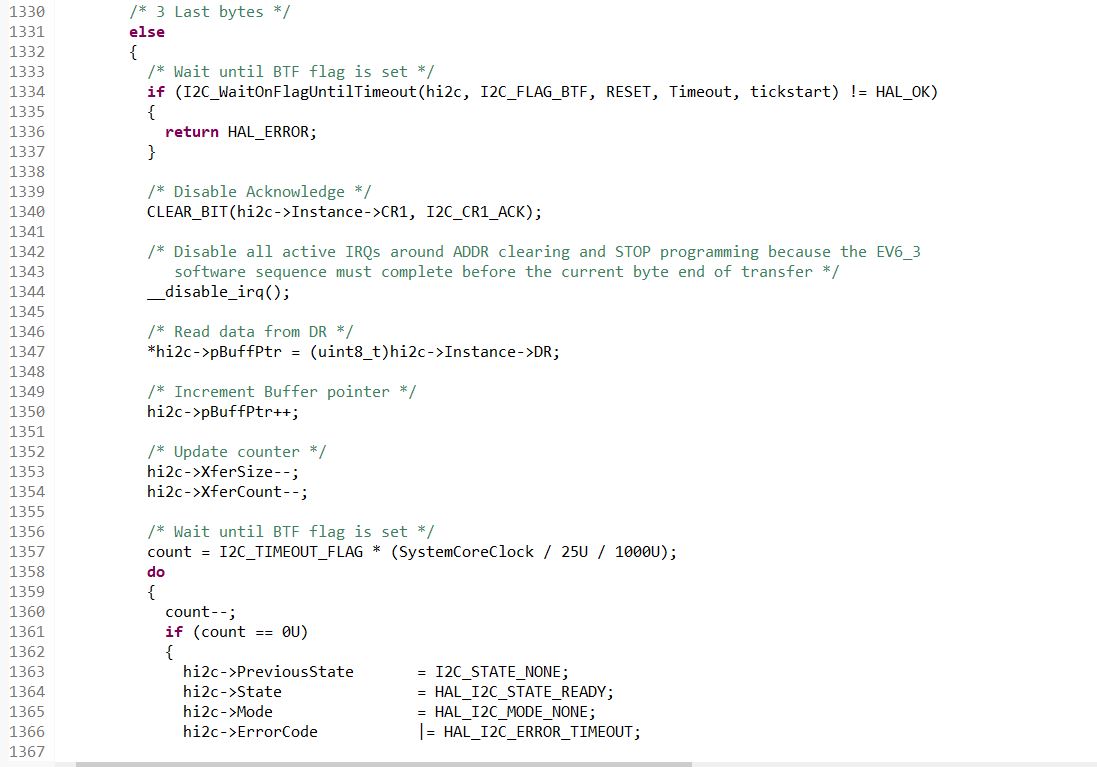 1330 /* 3 Last bytes */
1331 else
1332 {
1333 /* Wait until BTF flag is set */
1334 if (I2C_WaitOnFlagUntilTimeout(hi2c, I2C_FLAG_BTF, RESET, Timeout, tickstart) != HAL_OK)
1335 {
1336 return HAL_ERROR;
1337 }
1338
1339 /* Disable Acknowledge */
1340 CLEAR_BIT(hi2c->Instance->CR1, I2C_CR1_ACK);
1341
1342 /* Disable all active IRQs around ADDR clearing and STOP programming because the EV6_3
1343 software sequence must complete before the current byte end of transfer */
1344 __disable_irq();
1345
1346 /* Read data from DR */
1347 *hi2c->pBuffPtr = (uint8_t)hi2c->Instance->DR;
1348
1349 /* Increment Buffer pointer */
1350 hi2c->pBuffPtr++;
1351
1352 /* Update counter */
1353 hi2c->XferSize--;
1354 hi2c->XferCount--;
1355
1356 /* Wait until BTF flag is set */
1357 count = I2C_TIMEOUT_FLAG * (SystemCoreClock / 25U / 1000U);
1358 do
1359 {
1360 count--;
1361 if (count == 0U)
1362 {
1363 hi2c->PreviousState = I2C_STATE_NONE;
1364 hi2c->State = HAL_I2C_STATE_READY;
1365 hi2c->Mode = HAL_I2C_MODE_NONE;
1366 hi2c->ErrorCode |= HAL_I2C_ERROR_TIMEOUT;
1367